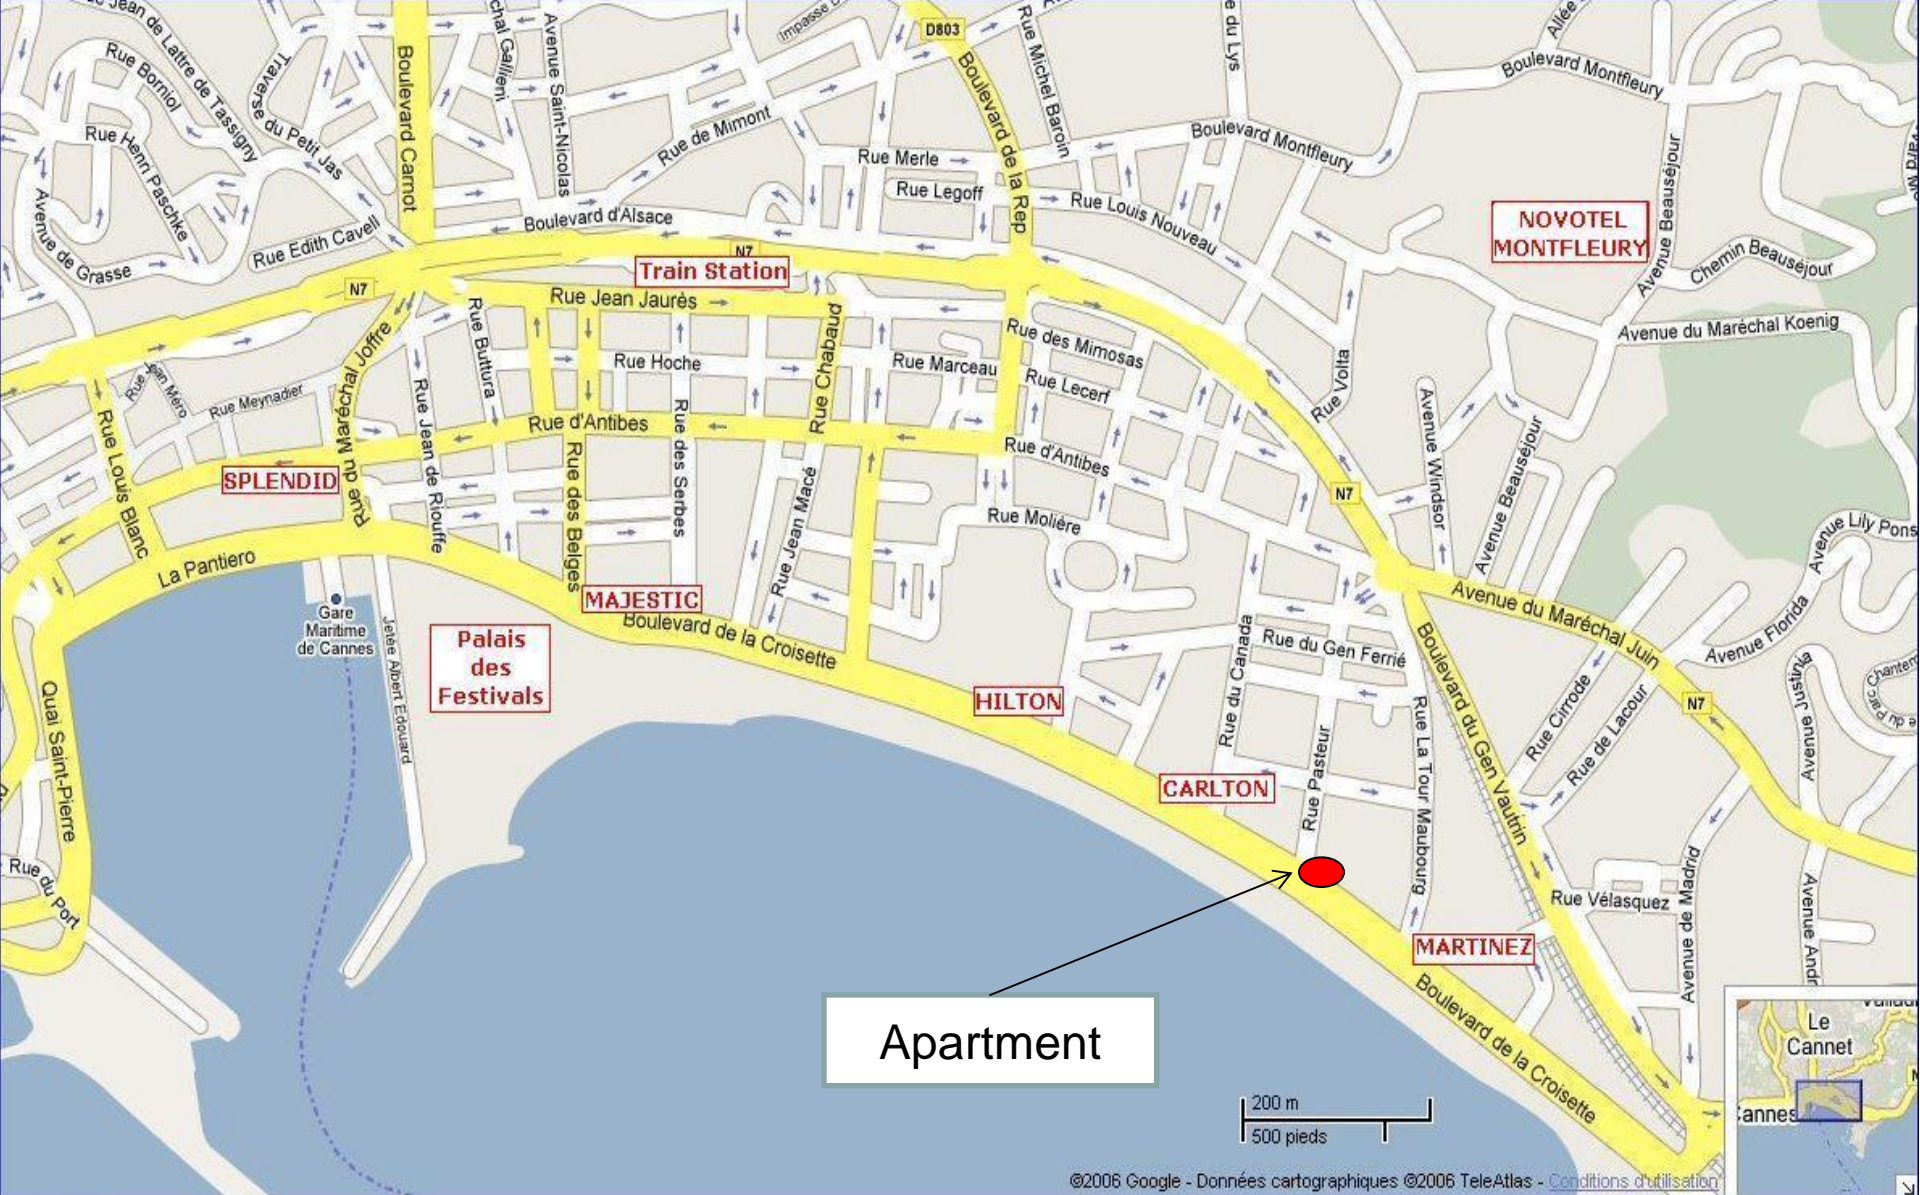 Jean de Lattre de Tassigny
Rue Borniol
Traverse du Petit Jas
Rue Henri Paschke
Avenue de Grasse
Rue Edith Cavell
Boulevard Carnot
Avenue Saint-Nicolas
Rue de Mimont
D803
Boulevard de la Rep
Rue Michel Baroin
Rue Merle
Rue Legoff
Rue Louis Nouveau
Boulevard Montfleury
Boulevard Montfleury
Boulevard d'Alsace
N7
N7
Train Station
NOVOTEL
MONTFLEURY
Avenue Beauséjour
Chemin Beauséjour
Avenue du Maréchal Koenig
Rue Jean Jaurès
Rue Buttura
Rue Hoche
Rue Chabaud
Rue Marceau
Rue des Mimosas
Rue Lecerf
Rue Volta
Rue Jean Méro
Rue Meynadier
Rue du Maréchal Joffre
Rue Louis Blanc
Rue Jean de Riouffe
Rue d'Antibes
Rue d'Antibes
Rue des Belges
Rue des Serbes
Rue Jean Macé
Rue Molière
N7
Avenue Windsor
Avenue Beauséjour
Avenue Lily Pons
SPLENDID
La Pantiero
MAJESTIC
Boulevard de la Croisette
Gare
Maritime
de Cannes
Jetée Albert Edouard
Palais
des
Festivals
HILTON
CARLTON
Rue du Canada
Rue du Gen Ferrié
Rue Pasteur
Rue La Tour Maubourg
Boulevard du Gen Vautrin
Avenue du Maréchal Juin
Avenue Florida
Avenue Justinia
Rue Cirrode
Rue de Lacour
N7
Quai Saint-Pierre
Rue du Port
Rue Vélasquez
Avenue de Madrid
MARTINEZ
Boulevard de la Croisette
Apartment
Le
Cannet
Cannes
200 m
500 pieds
©2006 Google - Données cartographiques ©2006 TeleAtlas - Conditions d'utilisation